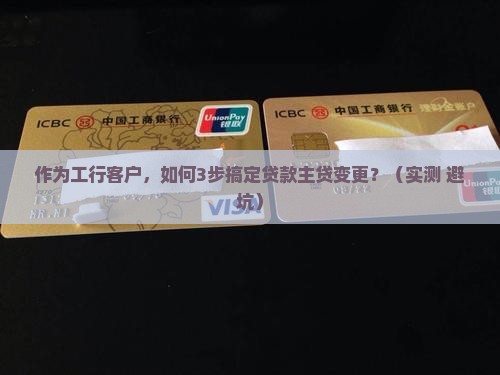 ICBC 中国工商银行
UnionPay
银联
ICBC 中国工商银行 理财金账户
作为工行客户，如何3步搞定贷款主贷变更？（实测 避
坑）
VISA
UnionPay